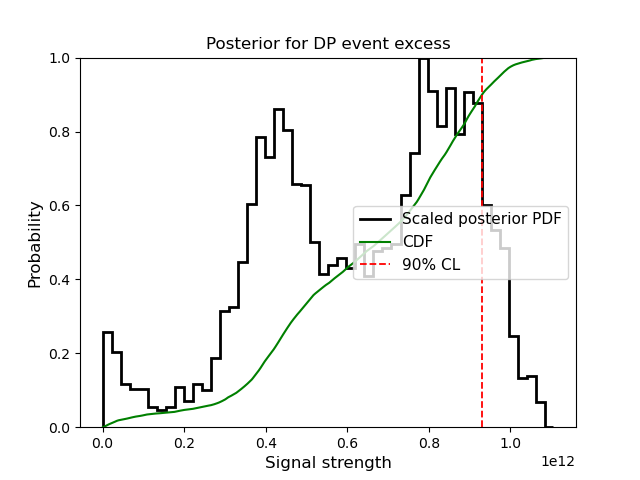 Posterior for DP event excess
1.0
0.8
0.6
0.4
0.2
0.0
Probability
Scaled posterior PDF
CDF
90% CL
0.0 0.2 0.4 0.6 0.8 1.0
1e12
Signal strength